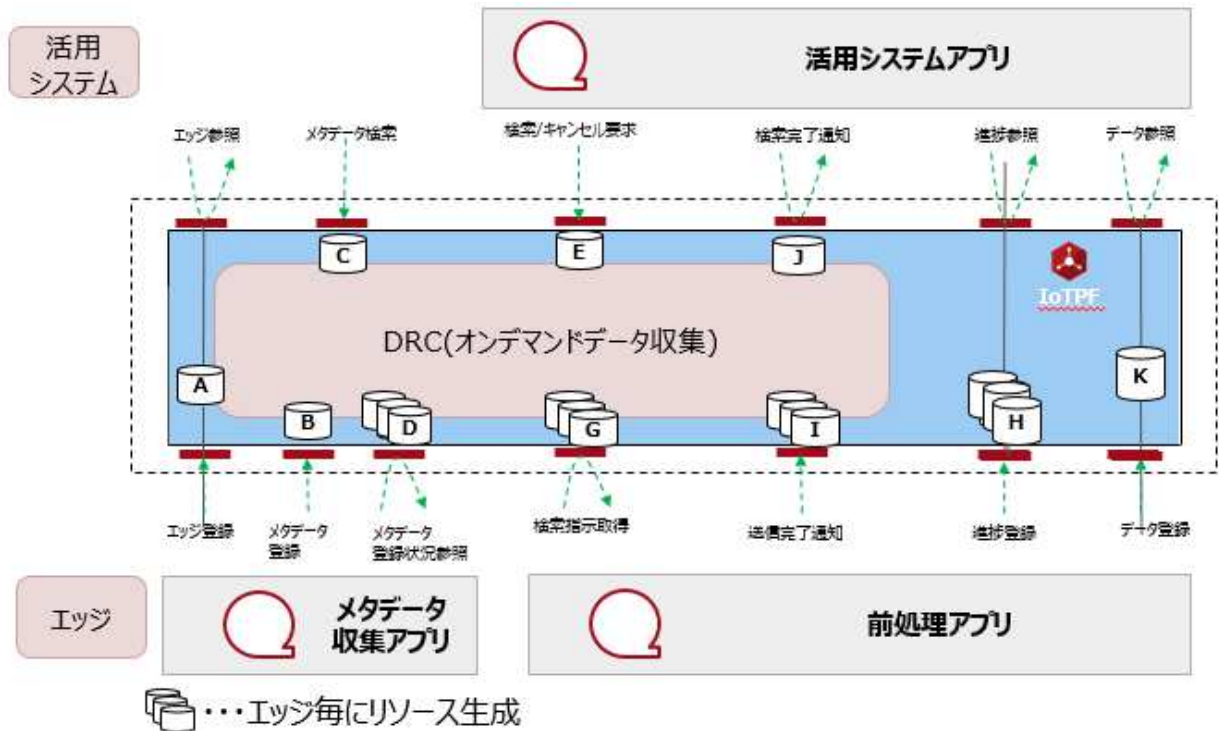 活用
システム
活用システムアプリ
エッジ参照
メタデータ検索
検索/キャンセル要求
検索完了通知
進捗参照
データ参照
C
E
J
IoTPF
DRC(オンデマンドデータ収集)
A
K
B
D
G
I
H
エッジ登録
メタデータ
登録
メタデータ
登録状況参照
検索指示取得
送信完了通知
進捗登録
データ登録
エッジ
メタデータ
収集アプリ
前処理アプリ
・・・エッジ毎にリソース生成